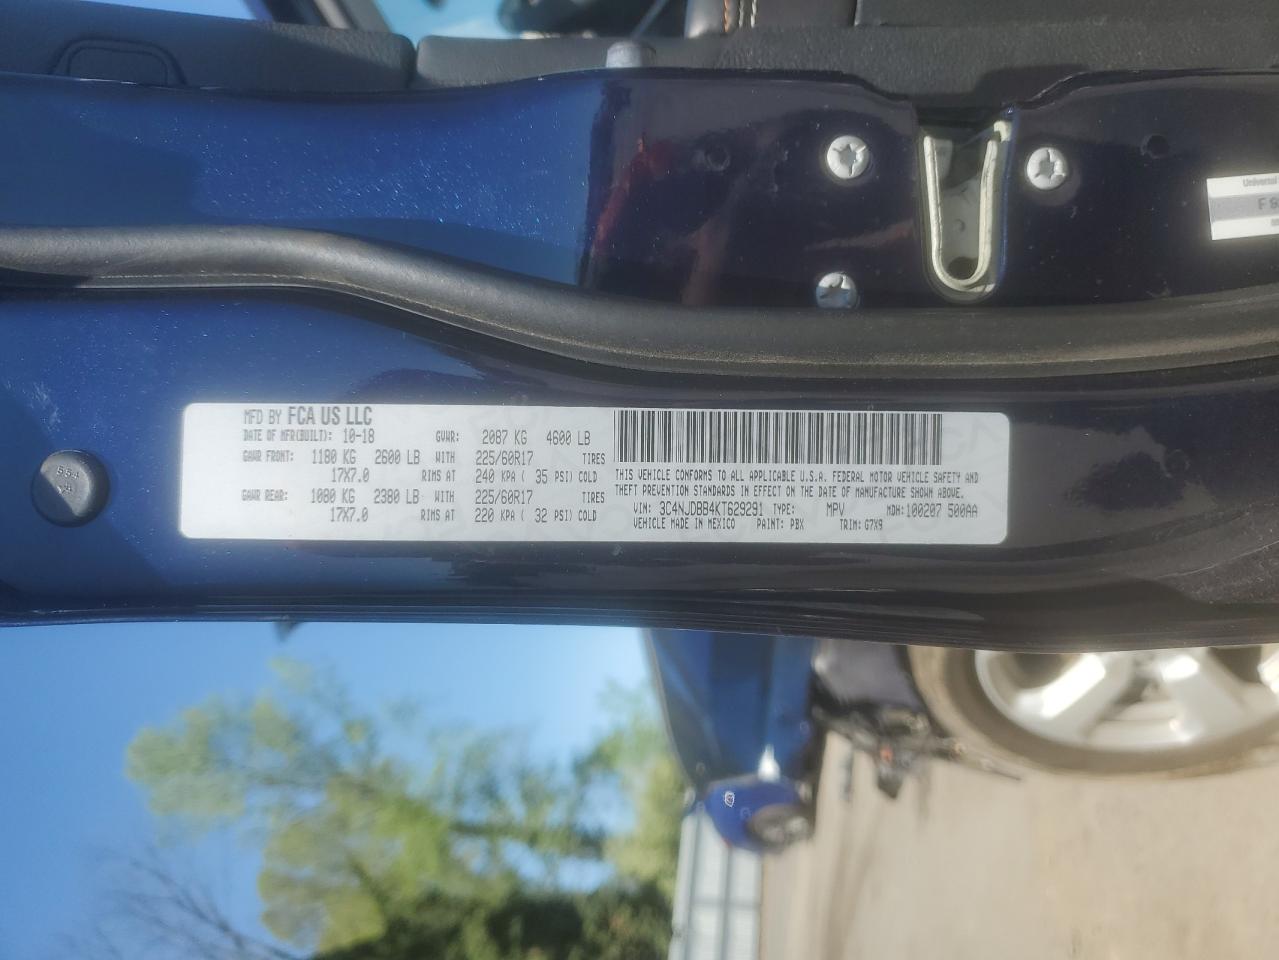 Universal
F9
554
MFD BY FCA US LLC
DATE OF MFR(BUILT): 10-18 GVWR: 2087 KG 4600 LB
GAWR FRONT: 1180 KG 2600 LB WITH 225/60R17 TIRES
17X7.0 RIMS AT 240 KPA ( 35 PSI) COLD
GAWR REAR: 1080 KG 2380 LB WITH 225/60R17 TIRES
17X7.0 RIMS AT 220 KPA ( 32 PSI) COLD
THIS VEHICLE CONFORMS TO ALL APPLICABLE U.S.A. FEDERAL MOTOR VEHICLE SAFETY AND
THEFT PREVENTION STANDARDS IN EFFECT ON THE DATE OF MANUFACTURE SHOWN ABOVE.
VIN: 3C4NJDBB4KT629291 TYPE: MPV MDH:100207 500AA
VEHICLE MADE IN MEXICO PAINT: PBX TRIM: G7X9